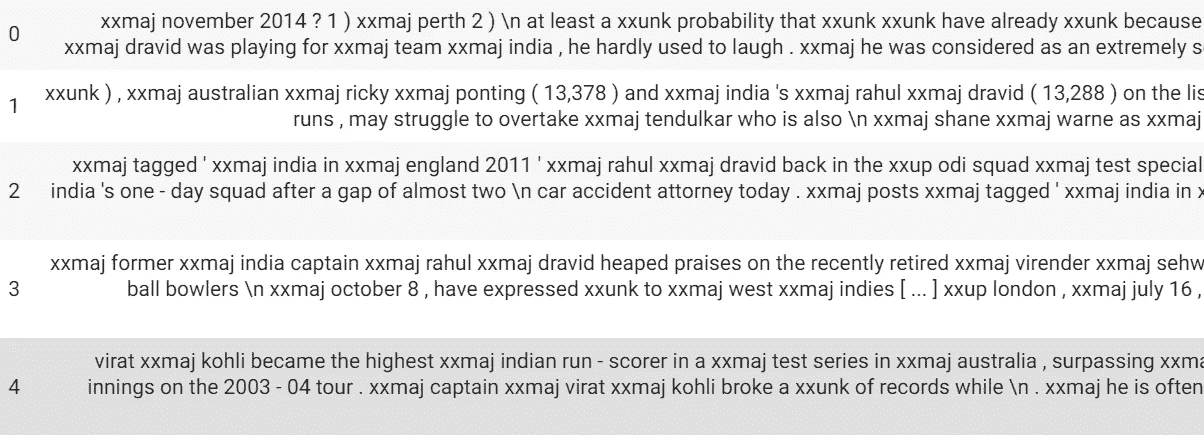 0
xxmaj november 2014 ? 1 ) xxmaj perth 2 ) \n at least a xxunk probability that xxunk xxunk have already xxunk because
xxmaj dravid was playing for xxmaj team xxmaj india , he hardly used to laugh . xxmaj he was considered as an extremely s
1
xxunk ) , xxmaj australian xxmaj ricky xxmaj ponting ( 13,378 ) and xxmaj india 's xxmaj rahul xxmaj dravid ( 13,288 ) on the lis
runs , may struggle to overtake xxmaj tendulkar who is also \n xxmaj shane xxmaj warne as xxmaj
2
xxmaj tagged ' xxmaj india in xxmaj england 2011 ' xxmaj rahul xxmaj dravid back in the xxup odi squad xxmaj test special
india 's one - day squad after a gap of almost two \n car accident attorney today . xxmaj posts xxmaj tagged ' xxmaj india in x
3
xxmaj former xxmaj india captain xxmaj rahul xxmaj dravid heaped praises on the recently retired xxmaj virender xxmaj sehw
ball bowlers \n xxmaj october 8 , have expressed xxunk to xxmaj west xxmaj indies [ ... ] xxup london , xxmaj july 16 ,
4
virat xxmaj kohli became the highest xxmaj indian run - scorer in a xxmaj test series in xxmaj australia , surpassing xxma
innings on the 2003 - 04 tour . xxmaj captain xxmaj virat xxmaj kohli broke a xxunk of records while \n . xxmaj he is often